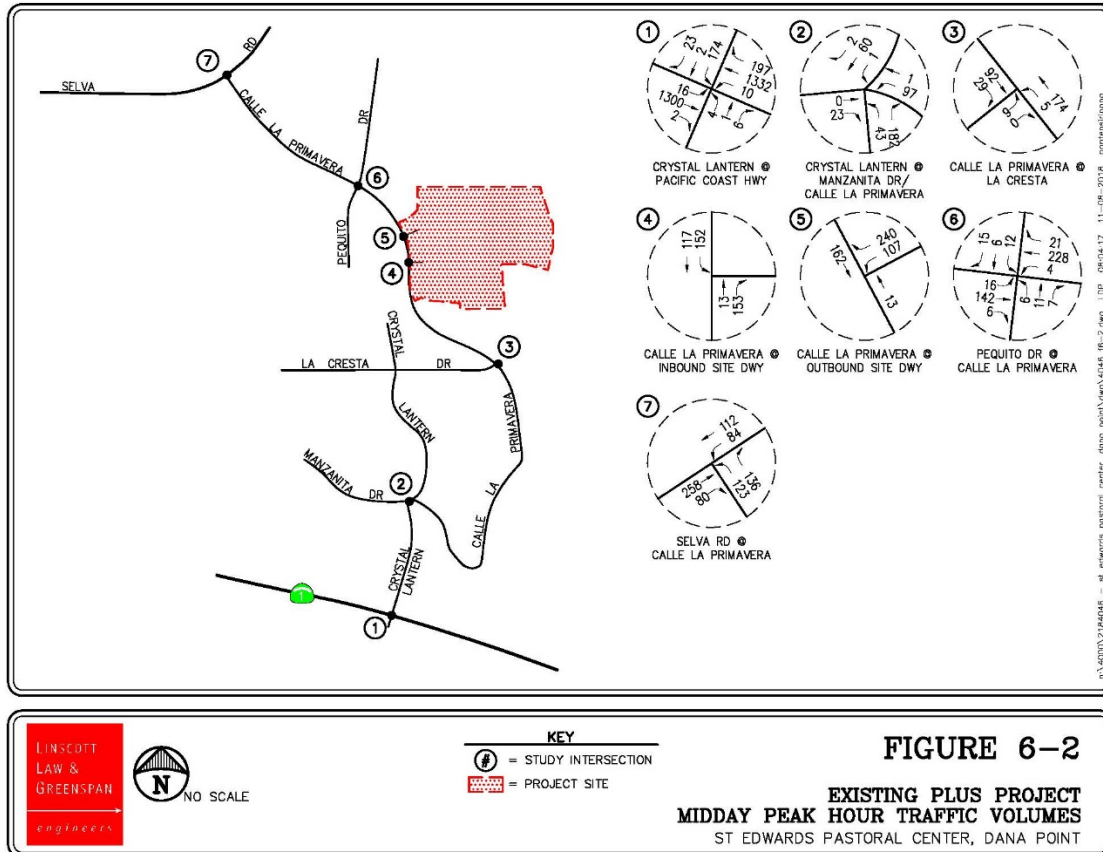 SELVA
RD
7
CALLE LA PRIMAVERA
DR
6
PEQUITO
5
4
CRYSTAL
LANTERN
LA CRESTA DR
3
PRIMAVERA
LA
CALLE
MANZANITA DR
2
CRYSTAL
LANTERN
1
1
1
23
2
174
197
1332
10
16
1300
2
4
1
6
CRYSTAL LANTERN @
PACIFIC COAST HWY
2
2
60
1
97
0
23
43
182
CRYSTAL LANTERN @
MANZANITA DR/
CALLE LA PRIMAVERA
3
92
29
174
5
CALLE LA PRIMAVERA @
LA CRESTA
4
117
152
13
153
CALLE LA PRIMAVERA @
INBOUND SITE DWY
5
162
240
107
13
CALLE LA PRIMAVERA @
OUTBOUND SITE DWY
6
15
6
12
21
228
4
16
142
6
6
11
7
PEQUITO DR @
CALLE LA PRIMAVERA
7
112
84
258
80
136
123
SELVA RD @
CALLE LA PRIMAVERA
LINSCOTT
LAW &
GREENSPAN
engineers
N
NO SCALE
KEY
# = STUDY INTERSECTION
= PROJECT SITE
FIGURE 6-2
EXISTING PLUS PROJECT
MIDDAY PEAK HOUR TRAFFIC VOLUMES
ST EDWARDS PASTORAL CENTER, DANA POINT